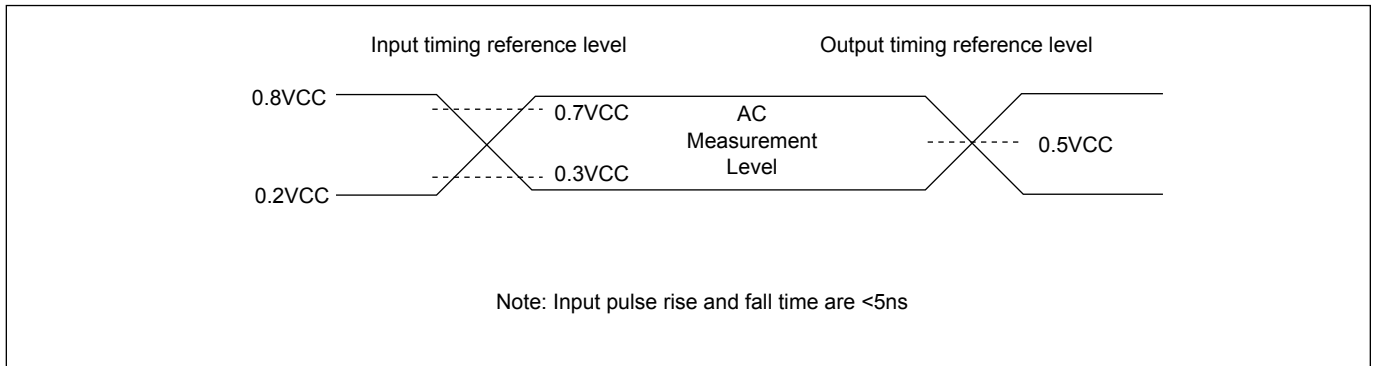 Input timing reference level
Output timing reference level
0.8VCC
0.7VCC
AC
Measurement
Level
0.5VCC
0.3VCC
0.2VCC
Note: Input pulse rise and fall time are <5ns